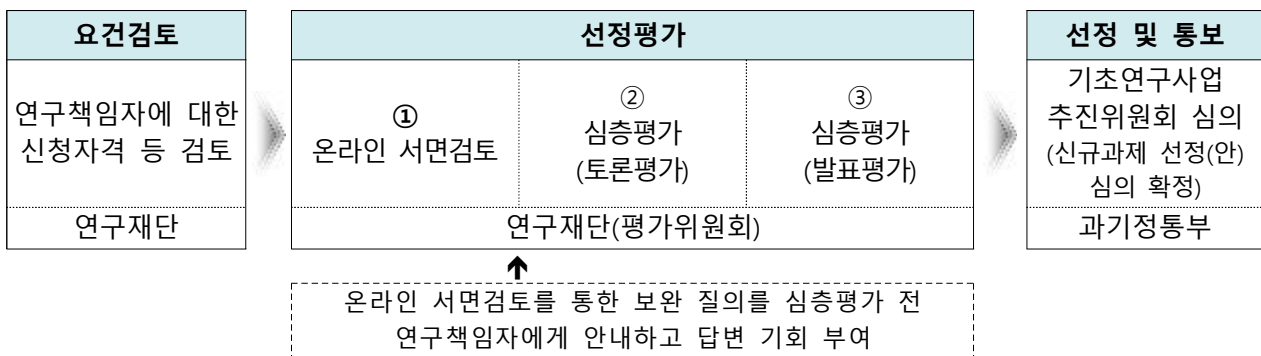 요건검토
연구책임자에 대한
신청자격 등 검토
연구재단
선정평가
①
온라인 서면검토
②
심층평가
(토론평가)
③
심층평가
(발표평가)
연구재단(평가위원회)
온라인 서면검토를 통한 보완 질의를 심층평가 전
연구책임자에게 안내하고 답변 기회 부여
선정 및 통보
기초연구사업
추진위원회 심의
(신규과제 선정(안)
심의 확정)
과기정통부